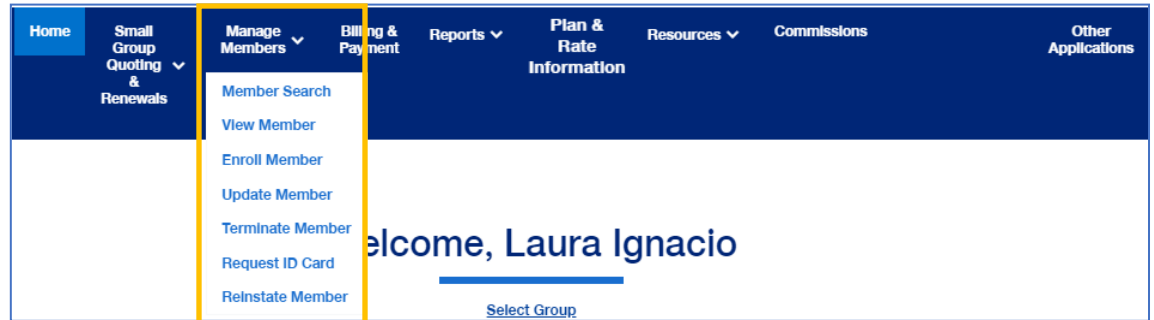 Home
Small
Group
Quoting
&
Renewals
Manage
Members
Billing &
Payment
Reports
Plan &
Rate
Information
Resources
Commissions
Other
Applications
Member Search
View Member
Enroll Member
Update Member
Terminate Member
Request ID Card
Reinstate Member
elcome, Laura Ignacio
Select Group